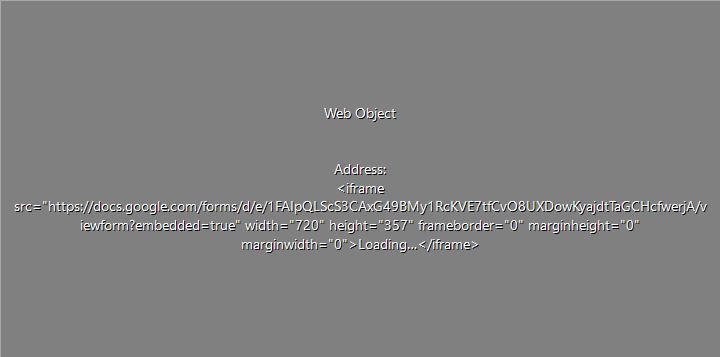 Web Object
Address:
<iframe
src="https://docs.google.com/forms/d/e/1FAIpQLScS3CAxG49BMy1RcKVE7tfCvO8UXDowKyajdtTaGCHcfwerjA/v
iewform?embedded=true" width="720" height="357" frameborder="0" marginheight="0"
marginwidth="0">Loading...</iframe>